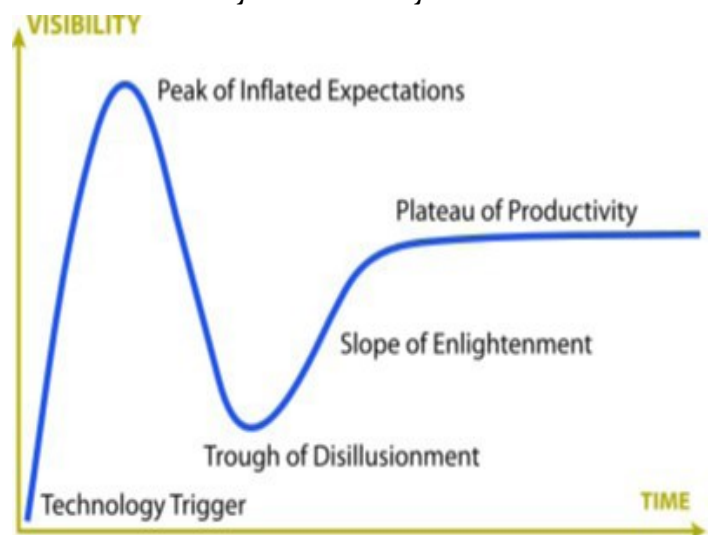 VISIBILITY
Peak of Inflated Expectations
Plateau of Productivity
Slope of Enlightenment
Trough of Disillusionment
Technology Trigger
TIME